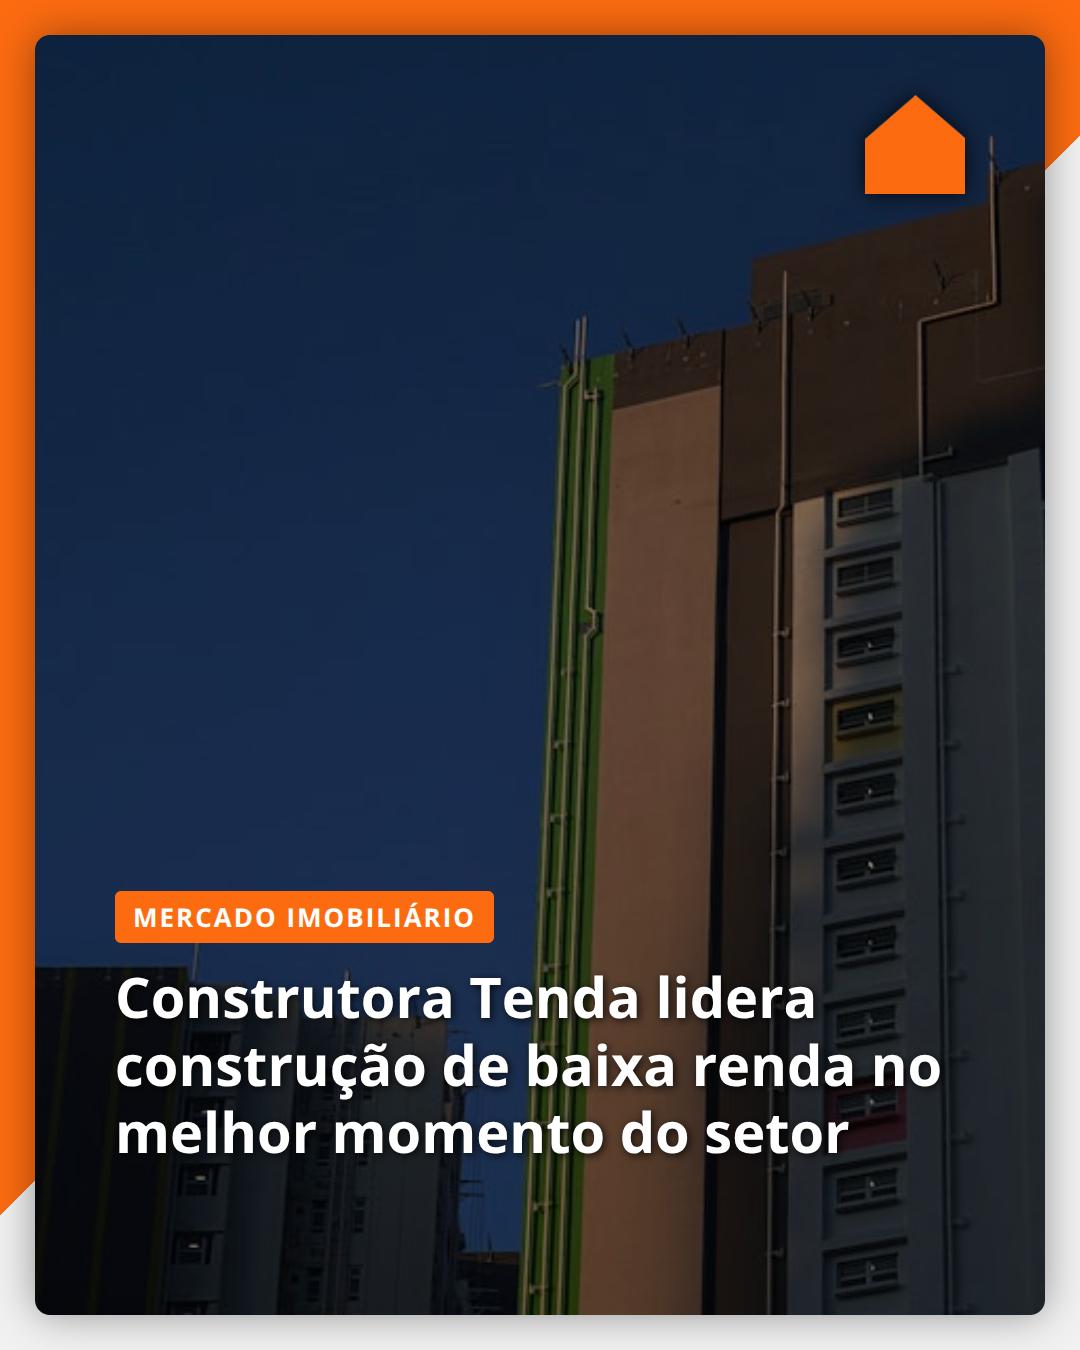 MERCADO IMOBILIÁRIO
Construtora Tenda lidera
construção de baixa renda no
melhor momento do setor